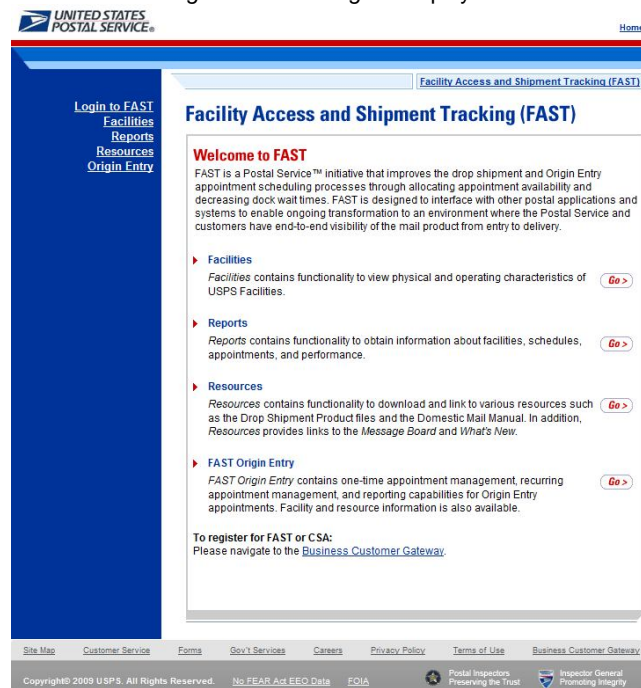 UNITED STATES
POSTAL SERVICE®
Home
Facility Access and Shipment Tracking (FAST)
Login to FAST
Facilities
Reports
Resources
Origin Entry
Facility Access and Shipment Tracking (FAST)
Welcome to FAST
FAST is a Postal Service™ initiative that improves the drop shipment and Origin Entry
appointment scheduling processes through allocating appointment availability and
decreasing dock wait times. FAST is designed to interface with other postal applications and
systems to enable ongoing transformation to an environment where the Postal Service and
customers have end-to-end visibility of the mail product from entry to delivery.
Facilities
Facilities contains functionality to view physical and operating characteristics of
USPS Facilities.
Go >
Reports
Reports contains functionality to obtain information about facilities, schedules,
appointments, and performance.
Go >
Resources
Resources contains functionality to download and link to various resources such
as the Drop Shipment Product files and the Domestic Mail Manual. In addition,
Resources provides links to the Message Board and What's New.
Go >
FAST Origin Entry
FAST Origin Entry contains one-time appointment management, recurring
appointment management, and reporting capabilities for Origin Entry
appointments. Facility and resource information is also available.
Go >
To register for FAST or CSA:
Please navigate to the Business Customer Gateway.
Site Map Customer Service Forms Gov't Services Careers Privacy Policy Terms of Use Business Customer Gateway
Copyright© 2009 USPS. All Rights Reserved. No FEAR Act EEO Data FOIA
Postal Inspectors
Preserving the Trust
Inspector General
Promoting Integrity